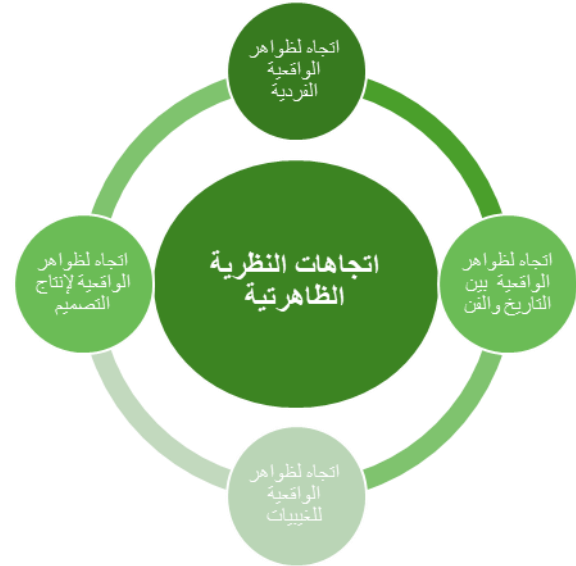 اتجاه لظواهر
الواقعية
الفردية
اتجاهات النظرية
الظاهرتية
اتجاه لظواهر
الواقعية بين
التاريخ والفن
اتجاه لظواهر
الواقعية لإنتاج
التصميم
اتجاه لظواهر
الواقعية
للغيبيات